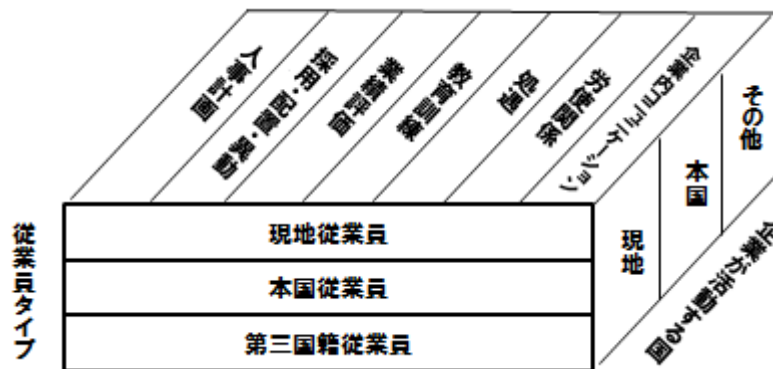 人事計画
採用・配置・異動
業績評価
教育訓練
処遇
労使関係
企業内コミュニケーション
その他
本国
現地
企業が活動する国
従業員タイプ
現地従業員
本国従業員
第三国籍従業員